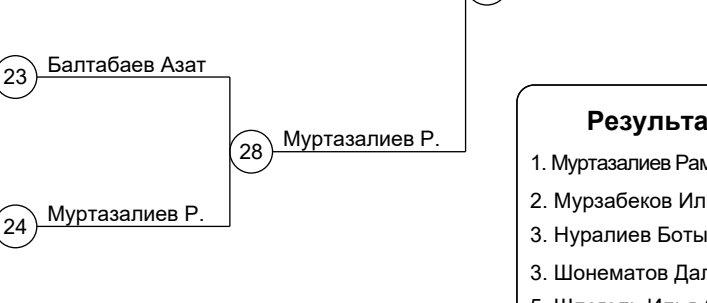 23
Балтабаев Азат
28
Муртазалиев Р.
24
Муртазалиев Р.
Результа
1. Муртазалиев Рам
2. Мурзабеков Ил
3. Нуралиев Боты
3. Шонематов Дал